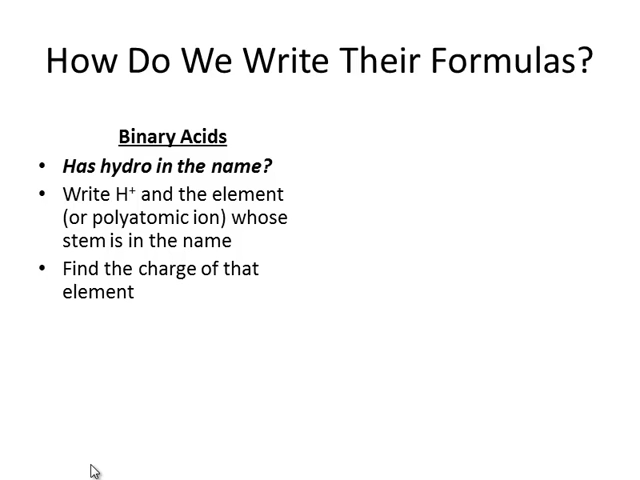 How Do We Write Their Formulas?
Binary Acids
• Has hydro in the name?
• Write H⁺ and the element
(or polyatomic ion) whose
stem is in the name
• Find the charge of that
element